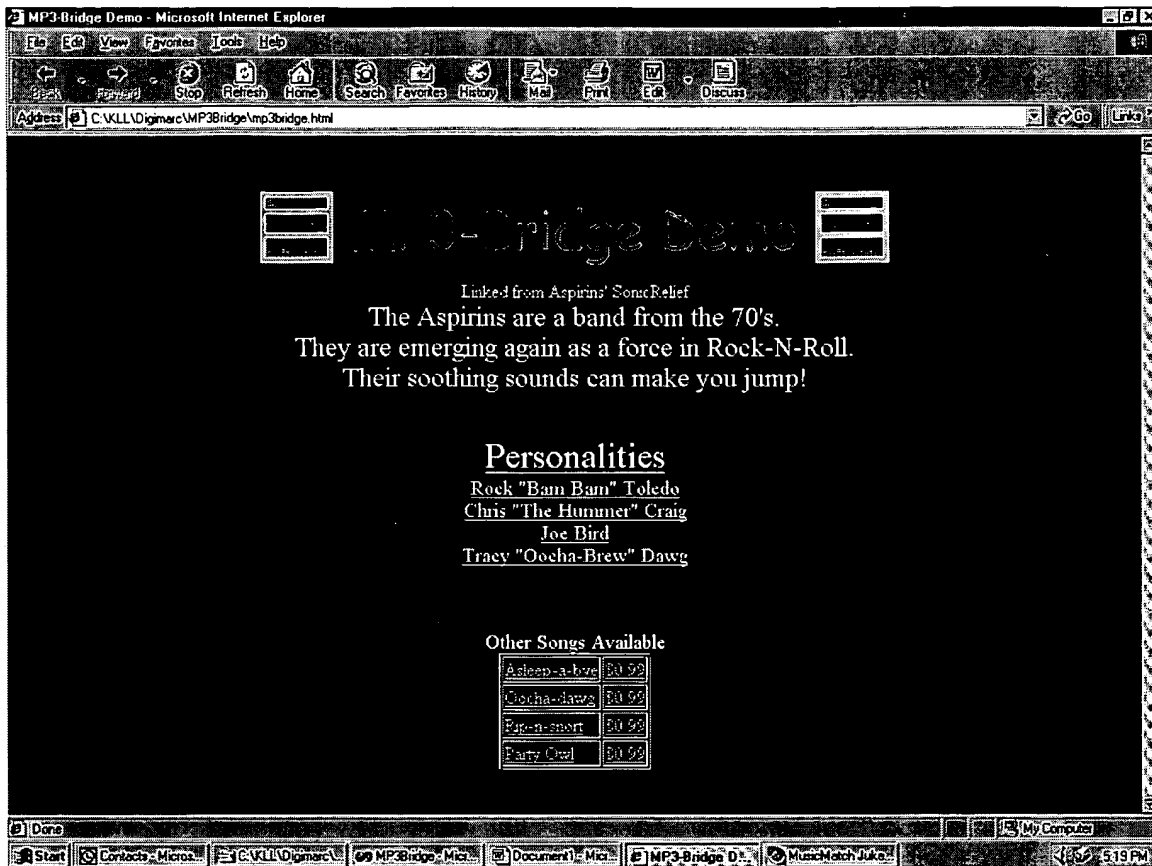 MP3-Bridge Demo - Microsoft Internet Explorer
File Edit View Favorites Tools Help
Back Forward Stop Refresh Home Search Favorites History Mail Print Edit Discuss
Address C:\KLL\Digimarc\MP3Bridge\mp3bridge.html Go Links
MP3-Bridge Demo
Linked from Aspirins' SonicRelief
The Aspirins are a band from the 70's.
They are emerging again as a force in Rock-N-Roll.
Their soothing sounds can make you jump!
Personalities
Rock "Bam Bam" Toledo
Chris "The Hummer" Craig
Joe Bird
Tracy "Oocha-Brew" Dawg
Other Songs Available
Asleep-a-bye $0.99
Oocha-dawg $0.99
Rip-n-snort $0.99
Party Owl $0.99
Done My Computer
Start Contacts - Micros... C:\KLL\Digimarc\... MP3Bridge - Micr... Document1 - Micr... MP3-Bridge D... MusicMatch Juke... 5:19 PM